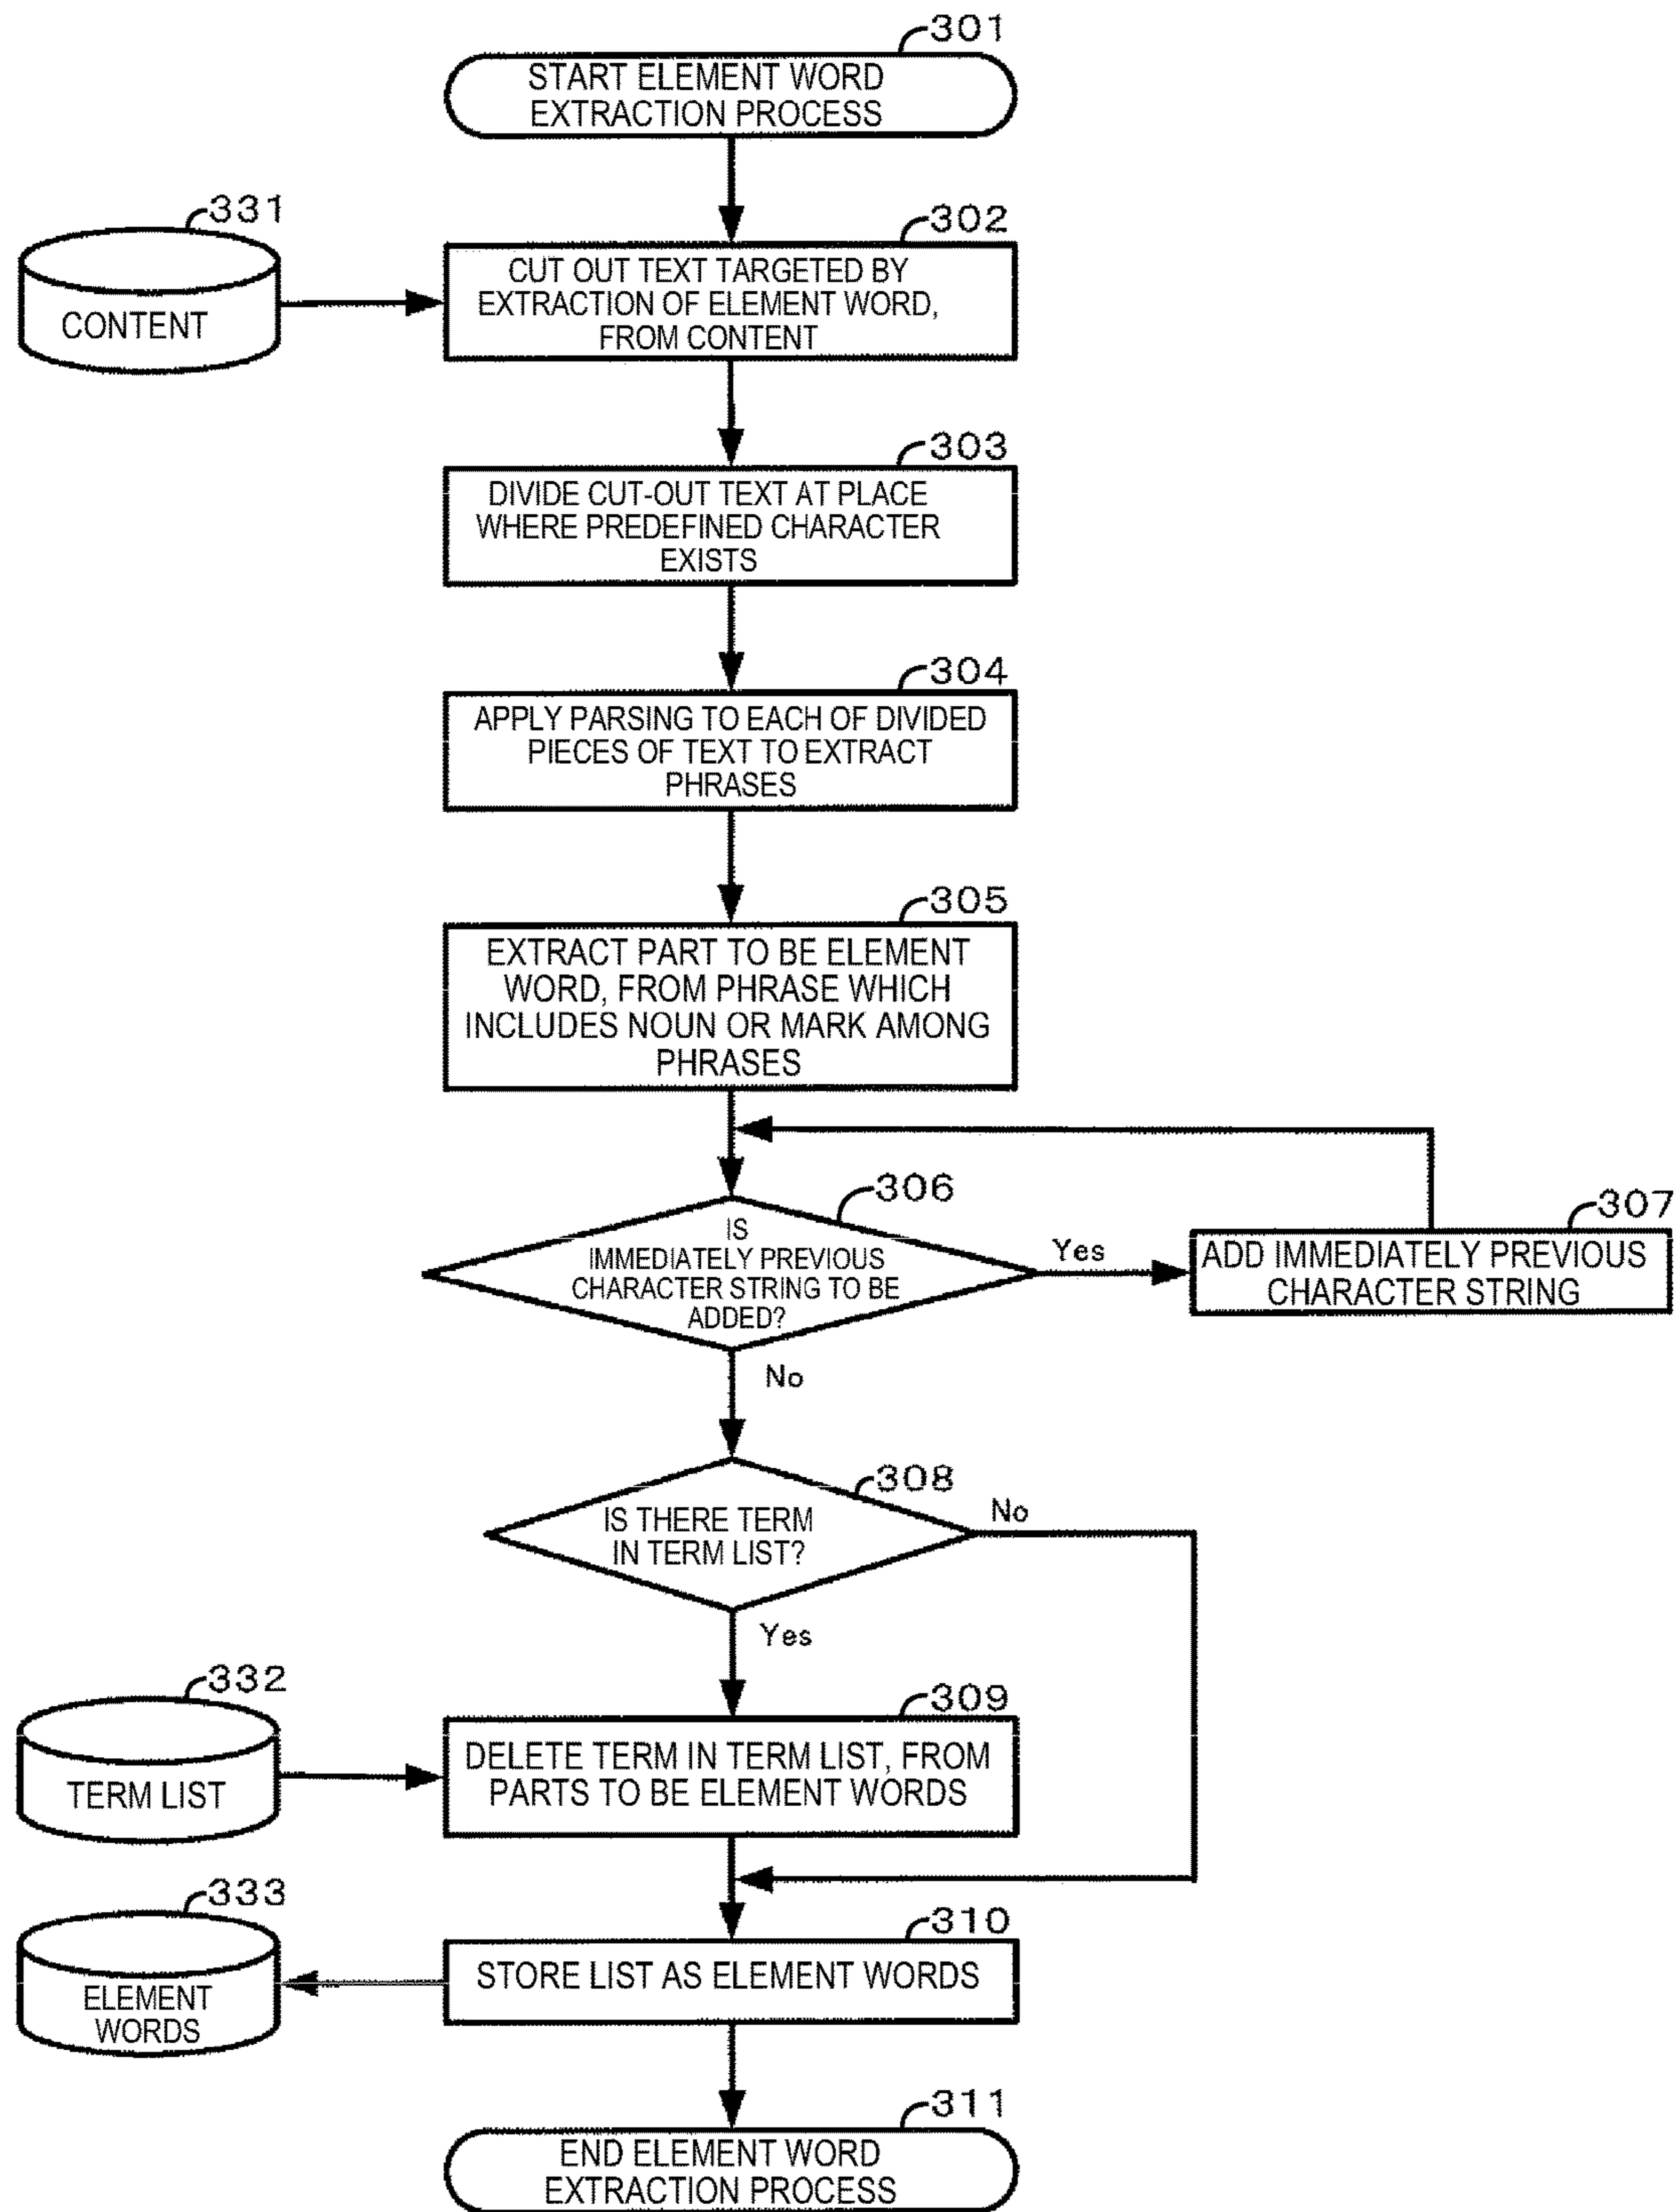 301
START ELEMENT WORD
EXTRACTION PROCESS
331
CONTENT
302
CUT OUT TEXT TARGETED BY
EXTRACTION OF ELEMENT WORD,
FROM CONTENT
303
DIVIDE CUT-OUT TEXT AT PLACE
WHERE PREDEFINED CHARACTER
EXISTS
304
APPLY PARSING TO EACH OF DIVIDED
PIECES OF TEXT TO EXTRACT
PHRASES
305
EXTRACT PART TO BE ELEMENT
WORD, FROM PHRASE WHICH
INCLUDES NOUN OR MARK AMONG
PHRASES
306
IS
IMMEDIATELY PREVIOUS
CHARACTER STRING TO BE
ADDED?
Yes
307
ADD IMMEDIATELY PREVIOUS
CHARACTER STRING
No
308
IS THERE TERM
IN TERM LIST?
No
Yes
332
TERM LIST
309
DELETE TERM IN TERM LIST, FROM
PARTS TO BE ELEMENT WORDS
333
ELEMENT
WORDS
310
STORE LIST AS ELEMENT WORDS
311
END ELEMENT WORD
EXTRACTION PROCESS